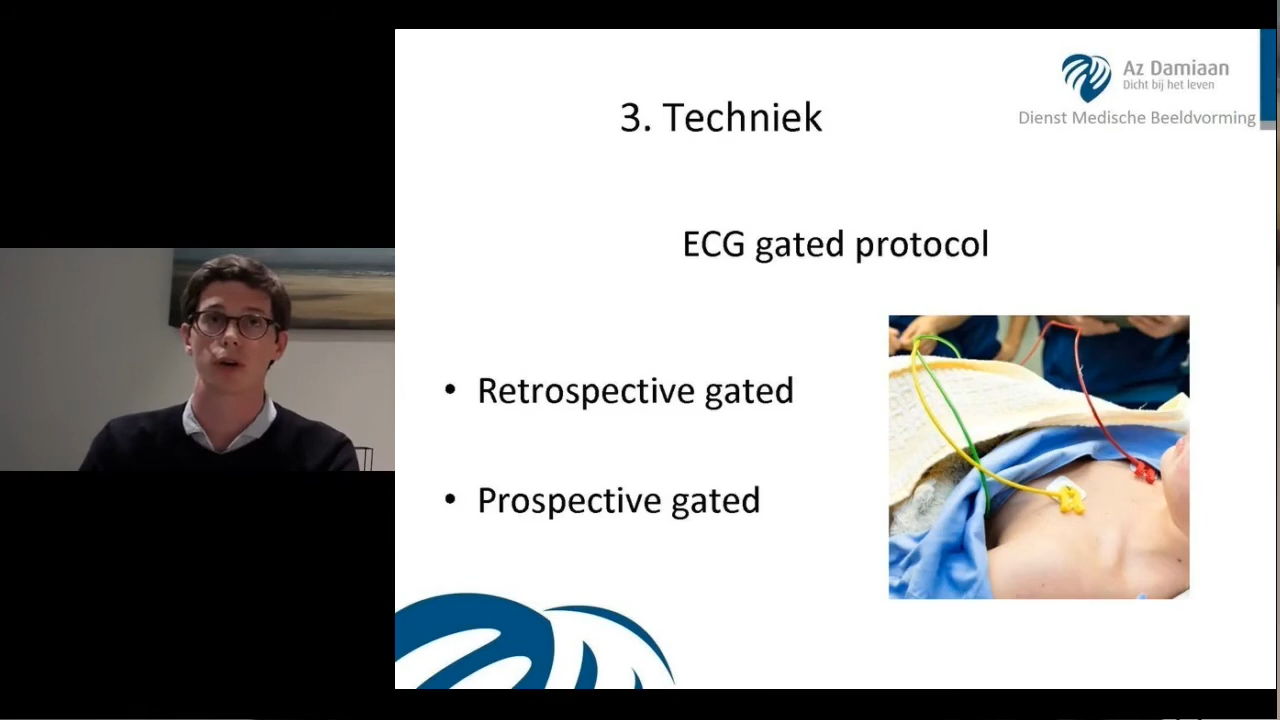 Az Damiaan
Dicht bij het leven
Dienst Medische Beeldvorming
3. Techniek
ECG gated protocol
• Retrospective gated
• Prospective gated